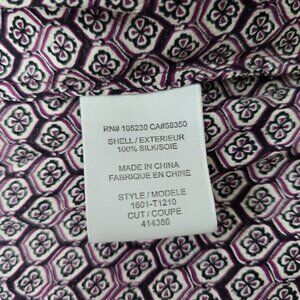 RN# 105230 CA#58350
SHELL / EXTERIEUR
100% SILK/SOIE
MADE IN CHINA
FABRIQUE EN CHINE
STYLE / MODELE
1601-T1210
CUT / COUPE
414386